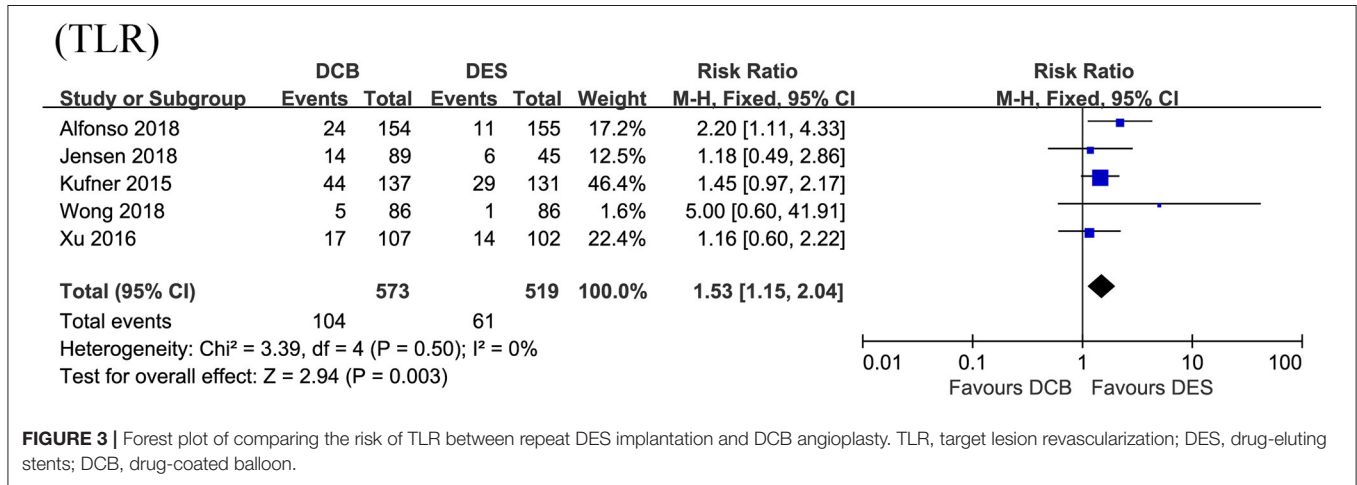 (TLR)
DCB DES Risk Ratio Risk Ratio
Study or Subgroup Events Total Events Total Weight M-H, Fixed, 95% CI M-H, Fixed, 95% CI
Alfonso 2018 24 154 11 155 17.2% 2.20 [1.11, 4.33]
Jensen 2018 14 89 6 45 12.5% 1.18 [0.49, 2.86]
Kufner 2015 44 137 29 131 46.4% 1.45 [0.97, 2.17]
Wong 2018 5 86 1 86 1.6% 5.00 [0.60, 41.91]
Xu 2016 17 107 14 102 22.4% 1.16 [0.60, 2.22]
Total (95% CI) 573 519 100.0% 1.53 [1.15, 2.04]
Total events 104 61
Heterogeneity: Chi² = 3.39, df = 4 (P = 0.50); I² = 0%
Test for overall effect: Z = 2.94 (P = 0.003)
0.01 0.1 1 10 100
Favours DCB Favours DES
FIGURE 3 | Forest plot of comparing the risk of TLR between repeat DES implantation and DCB angioplasty. TLR, target lesion revascularization; DES, drug-eluting
stents; DCB, drug-coated balloon.